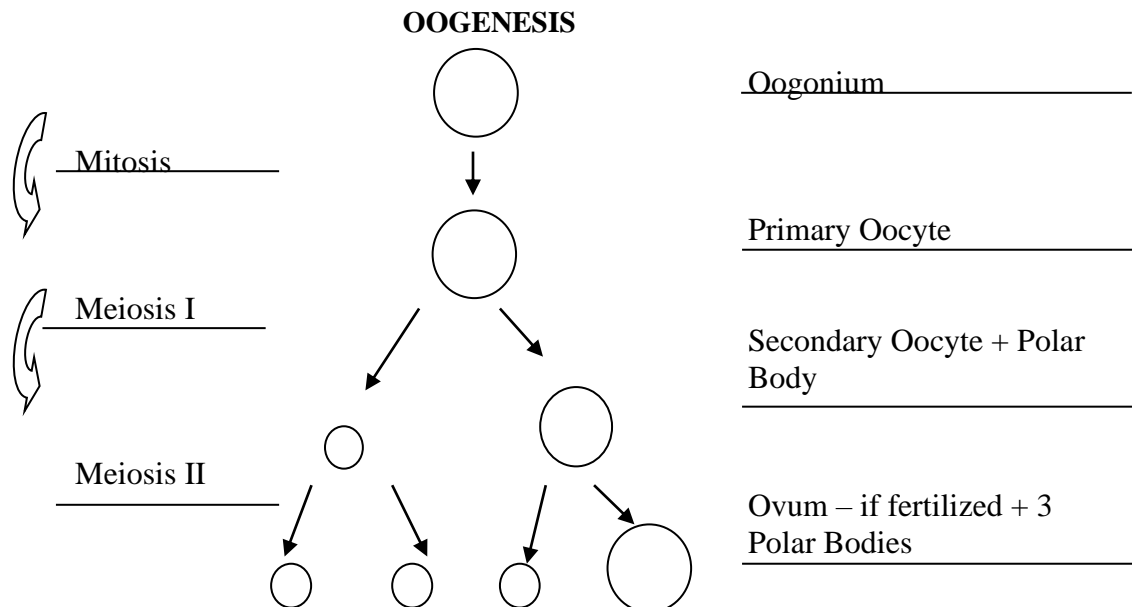 OOGENESIS
Oogonium
Mitosis
Primary Oocyte
Meiosis I
Secondary Oocyte + Polar
Body
Meiosis II
Ovum – if fertilized + 3
Polar Bodies